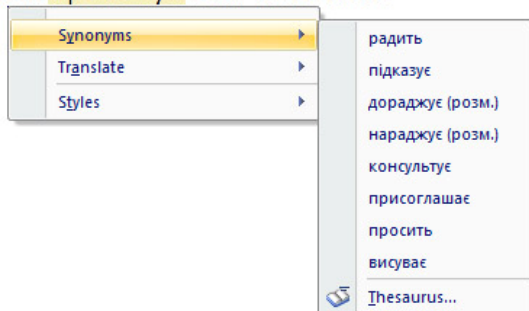 Synonyms
Translate
Styles
радить
підказує
дораджує (розм.)
нараджує (розм.)
консультує
присоглашає
просить
висуває
Thesaurus...